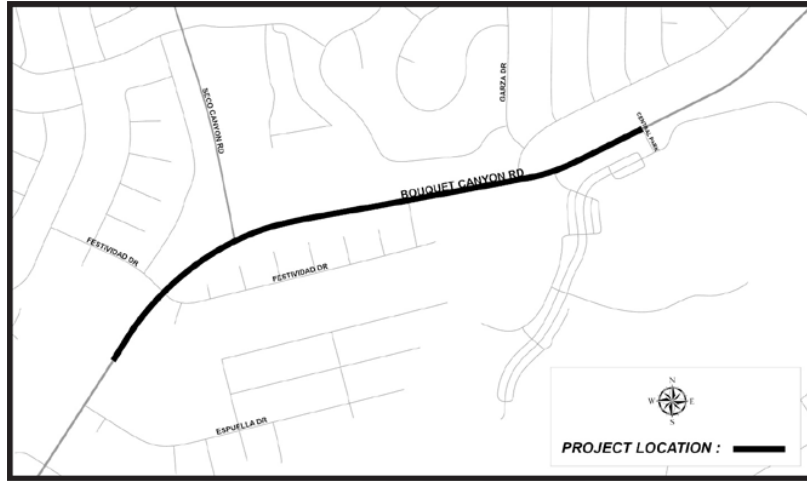 SECO CANYON RD
GARZA DR
CENTRAL PARK
BOUQUET CANYON RD
FESTIVIDAD DR
FESTIVIDAD DR
ESPUELLA DR
N
W E
S
PROJECT LOCATION :